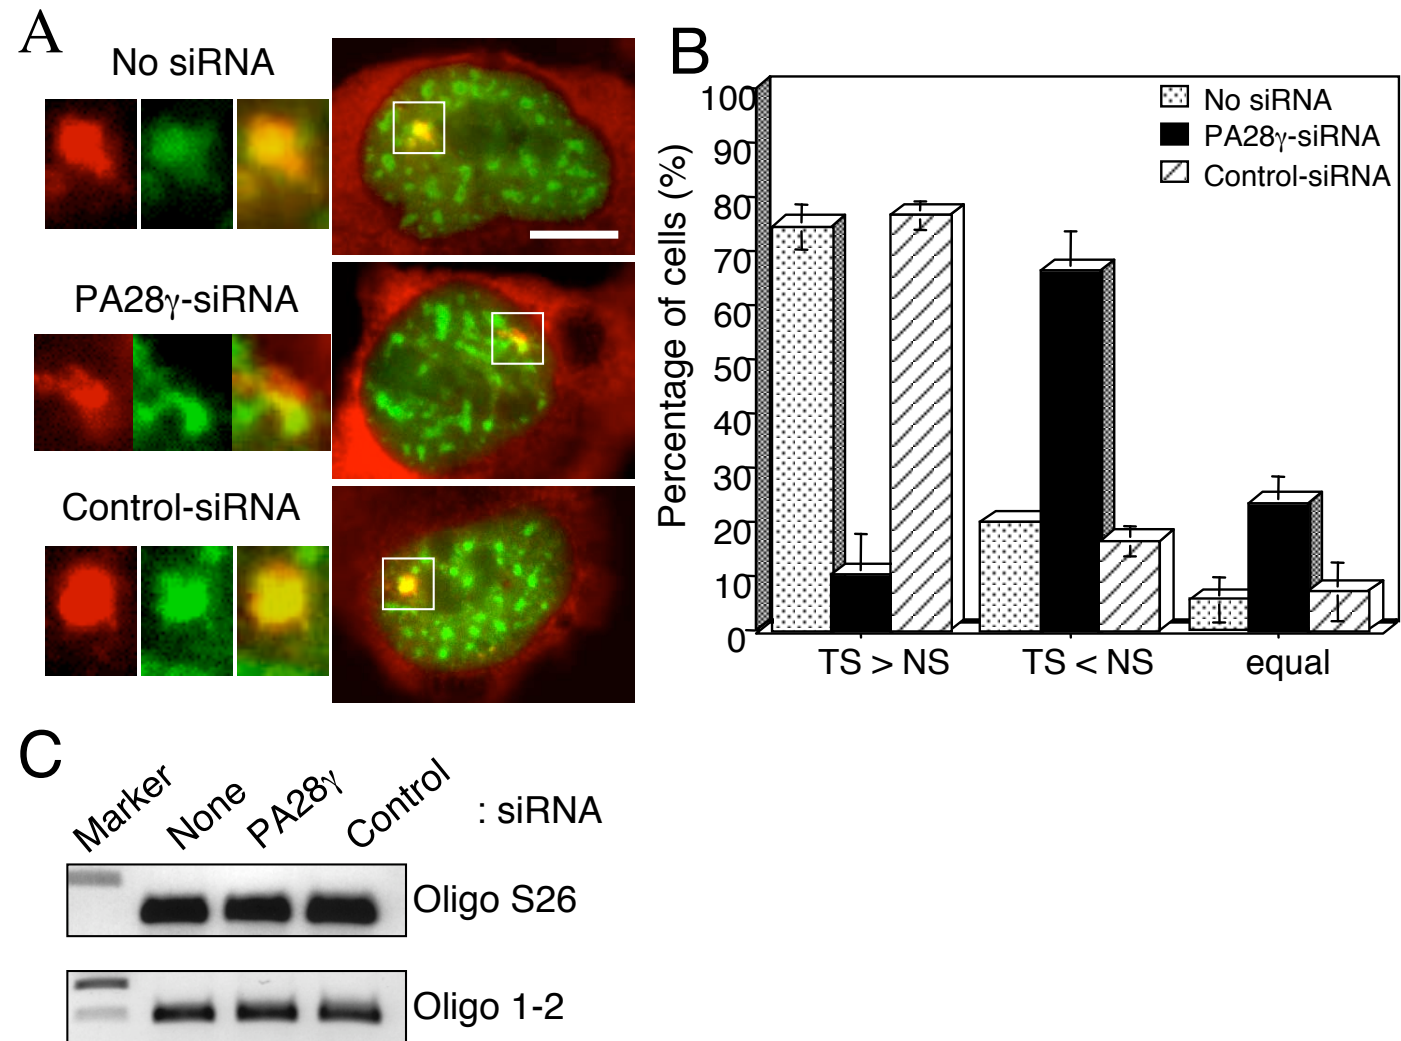 A
No siRNA
PA28γ-siRNA
Control-siRNA
B
Percentage of cells (%)
100
90
80
70
60
50
40
30
20
10
0
No siRNA
PA28γ-siRNA
Control-siRNA
TS > NS
TS < NS
equal
C
Marker None PA28γ Control : siRNA
Oligo S26
Oligo 1-2